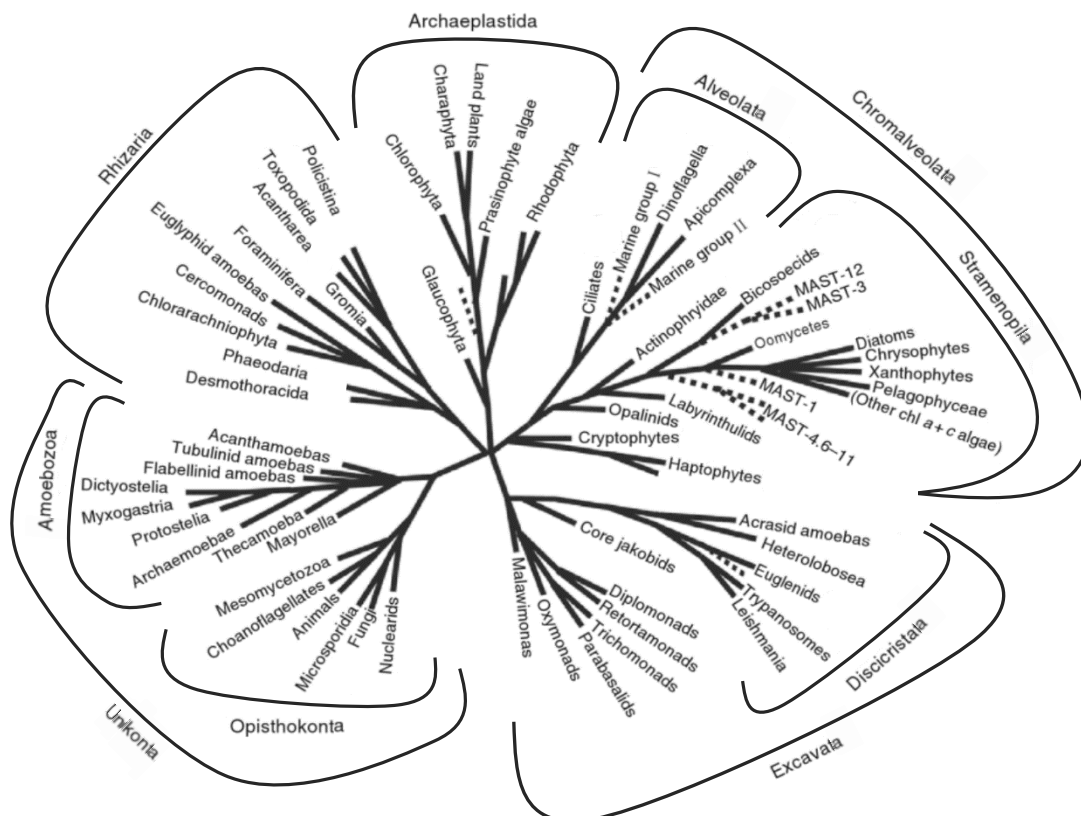 Archaeplastida
Charaphyta
Land plants
Chlorophyta
Prasinophyte algae
Rhodophyta
Glaucophyta
Alveolata
Chromalveolata
Stramenopila
Ciliates
Marine group I
Dinoflagella
Apicomplexa
Marine group II
Actinophryidae
Bicosoecids
MAST-12
MAST-3
Oomycetes
Diatoms
Chrysophytes
Xanthophytes
Pelagophyceae
(Other chl a + c algae)
MAST-1
MAST-4.6–11
Labyrinthulids
Opalinids
Cryptophytes
Haptophytes
Acrasid amoebas
Heterolobosea
Euglenids
Trypanosomes
Leishmania
Core jakobids
Discicristata
Diplomonads
Retortamonads
Trichomonads
Parabasalids
Oxymonads
Malawimonas
Excavata
Rhizaria
Policistina
Toxopodida
Acantharea
Foraminifera
Gromia
Euglyphid amoebas
Cercomonads
Chlorarachniophyta
Phaeodaria
Desmothoracida
Amoebozoa
Acanthamoebas
Tubulinid amoebas
Flabellinid amoebas
Dictyostelia
Myxogastria
Protostelia
Archaemoebae
Thecamoeba
Mayorella
Mesomycetozoa
Choanoflagellates
Animals
Microsporidia
Fungi
Nuclearids
Opisthokonta
Unikonta